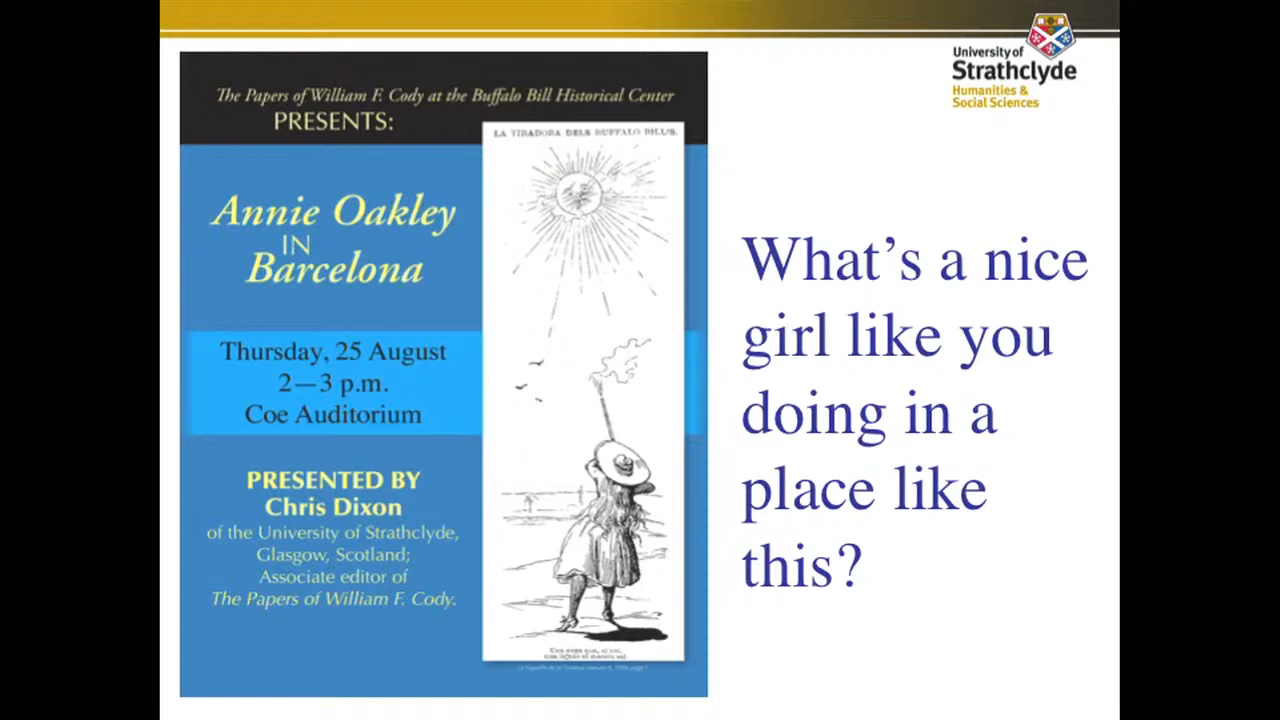 The Papers of William F. Cody at the Buffalo Bill Historical Center
PRESENTS:
LA TIRADORA DELS BUFFALO BILL'S.
Annie Oakley
IN
Barcelona
Thursday, 25 August
2—3 p.m.
Coe Auditorium
PRESENTED BY
Chris Dixon
of the University of Strathclyde,
Glasgow, Scotland;
Associate editor of
The Papers of William F. Cody.
University of
Strathclyde
Humanities &
Social Sciences
What's a nice
girl like you
doing in a
place like
this?